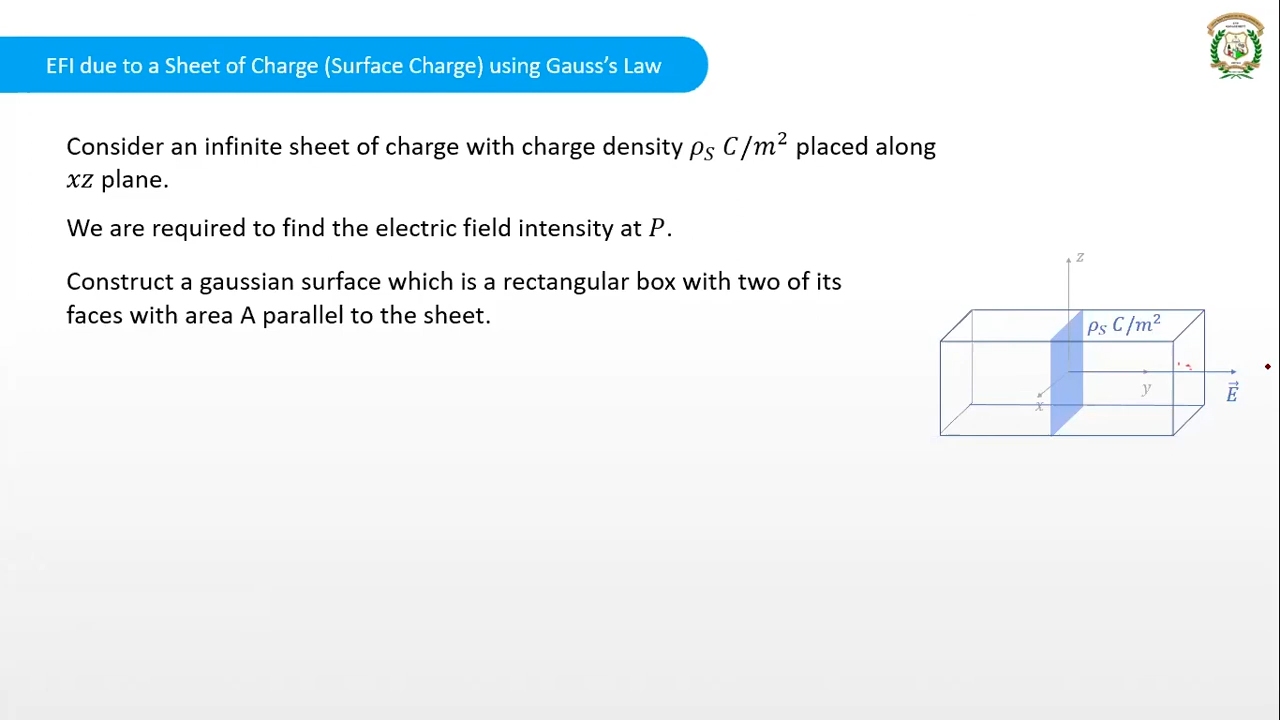 EFI due to a Sheet of Charge (Surface Charge) using Gauss’s Law
Consider an infinite sheet of charge with charge density ρ_S C/m² placed along
xz plane.
We are required to find the electric field intensity at P.
Construct a gaussian surface which is a rectangular box with two of its
faces with area A parallel to the sheet.
z
ρ_S C/m²
y
x
E⃗